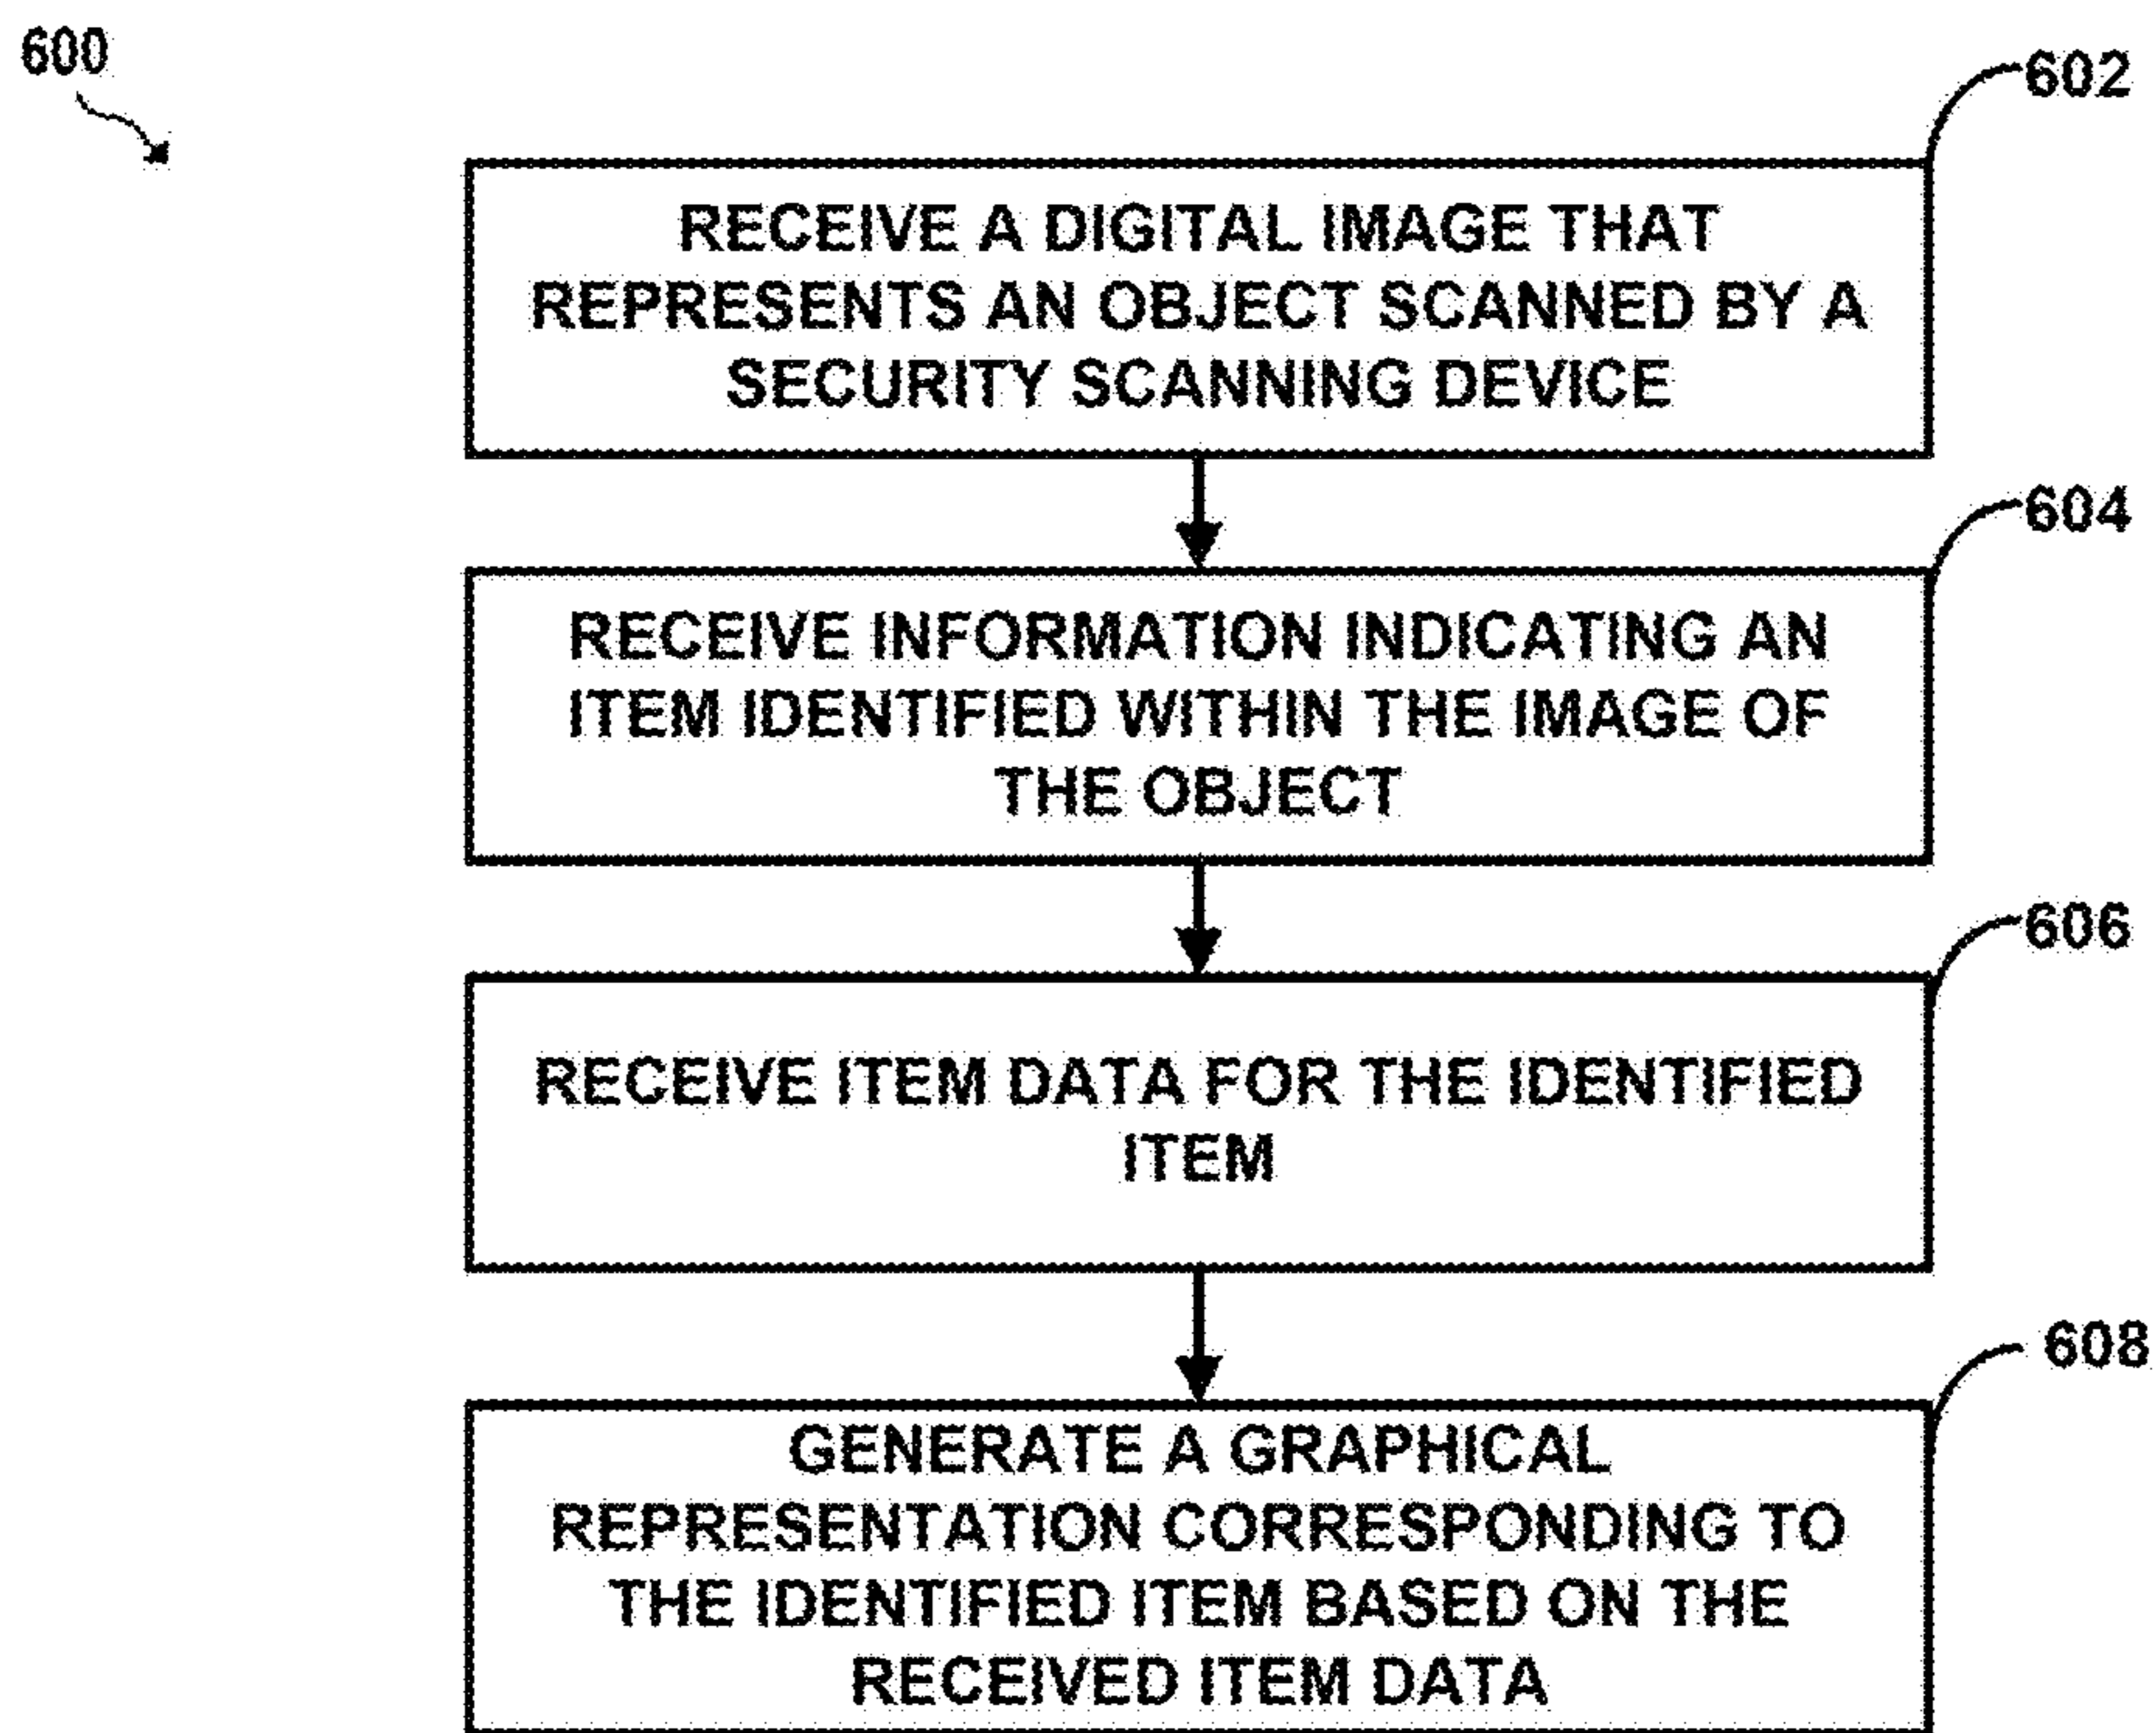 600
602
RECEIVE A DIGITAL IMAGE THAT
REPRESENTS AN OBJECT SCANNED BY A
SECURITY SCANNING DEVICE
604
RECEIVE INFORMATION INDICATING AN
ITEM IDENTIFIED WITHIN THE IMAGE OF
THE OBJECT
606
RECEIVE ITEM DATA FOR THE IDENTIFIED
ITEM
608
GENERATE A GRAPHICAL
REPRESENTATION CORRESPONDING TO
THE IDENTIFIED ITEM BASED ON THE
RECEIVED ITEM DATA